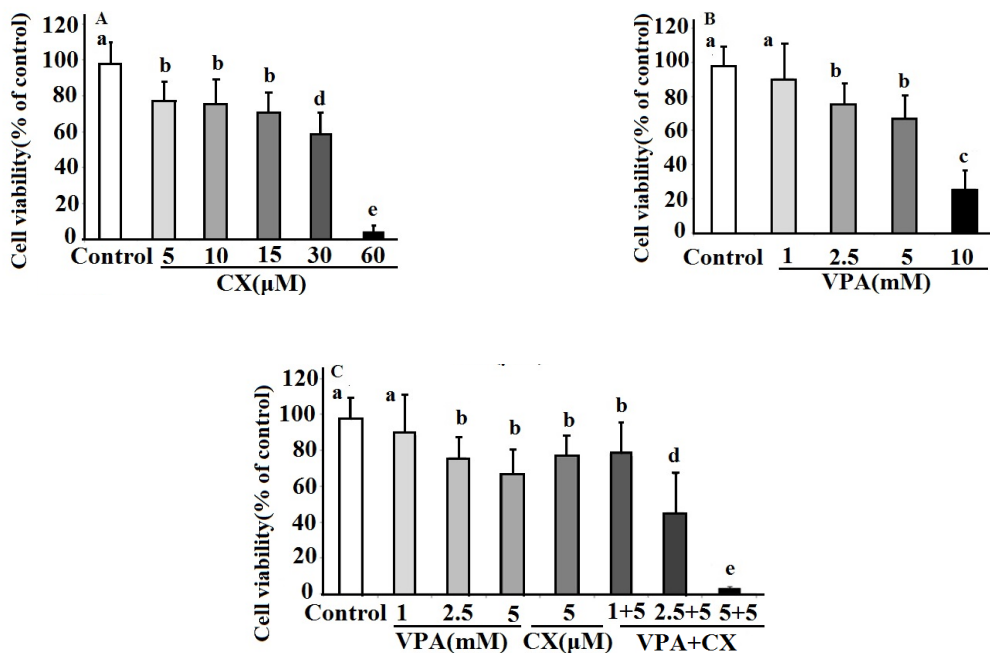 A
Cell viability(% of control)
120
100
80
60
40
20
0
a
b
b
b
d
e
Control 5 10 15 30 60
CX(μM)
B
Cell viability(% of control)
120
100
80
60
40
20
0
a
a
b
b
c
Control 1 2.5 5 10
VPA(mM)
C
Cell viability(% of control)
120
100
80
60
40
20
0
a
a
b
b
b
b
d
e
Control 1 2.5 5 5 1+5 2.5+5 5+5
VPA(mM) CX(μM) VPA+CX